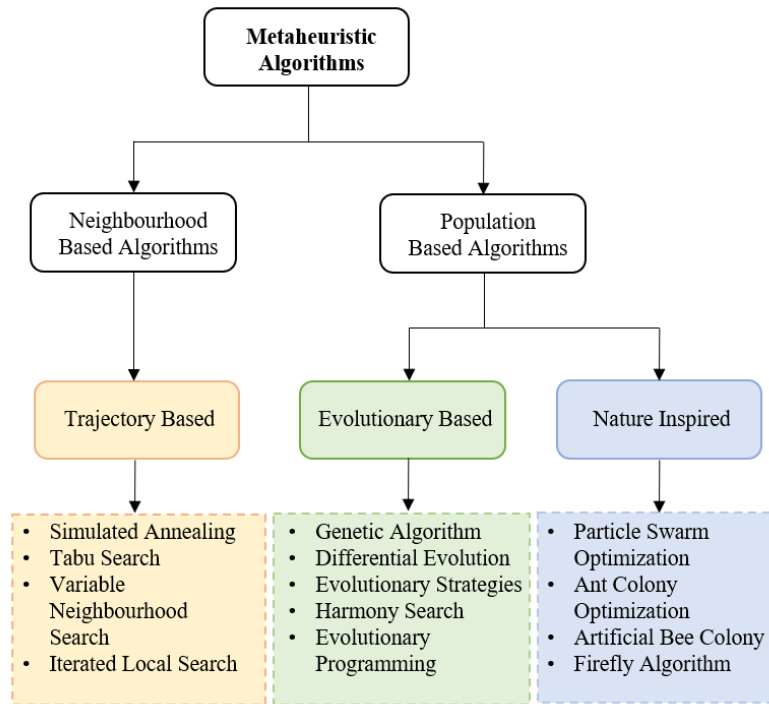 Metaheuristic
Algorithms
Neighbourhood
Based Algorithms
Population
Based Algorithms
Trajectory Based
Evolutionary Based
Nature Inspired
• Simulated Annealing
• Tabu Search
• Variable
Neighbourhood
Search
• Iterated Local Search
• Genetic Algorithm
• Differential Evolution
• Evolutionary Strategies
• Harmony Search
• Evolutionary
Programming
• Particle Swarm
Optimization
• Ant Colony
Optimization
• Artificial Bee Colony
• Firefly Algorithm